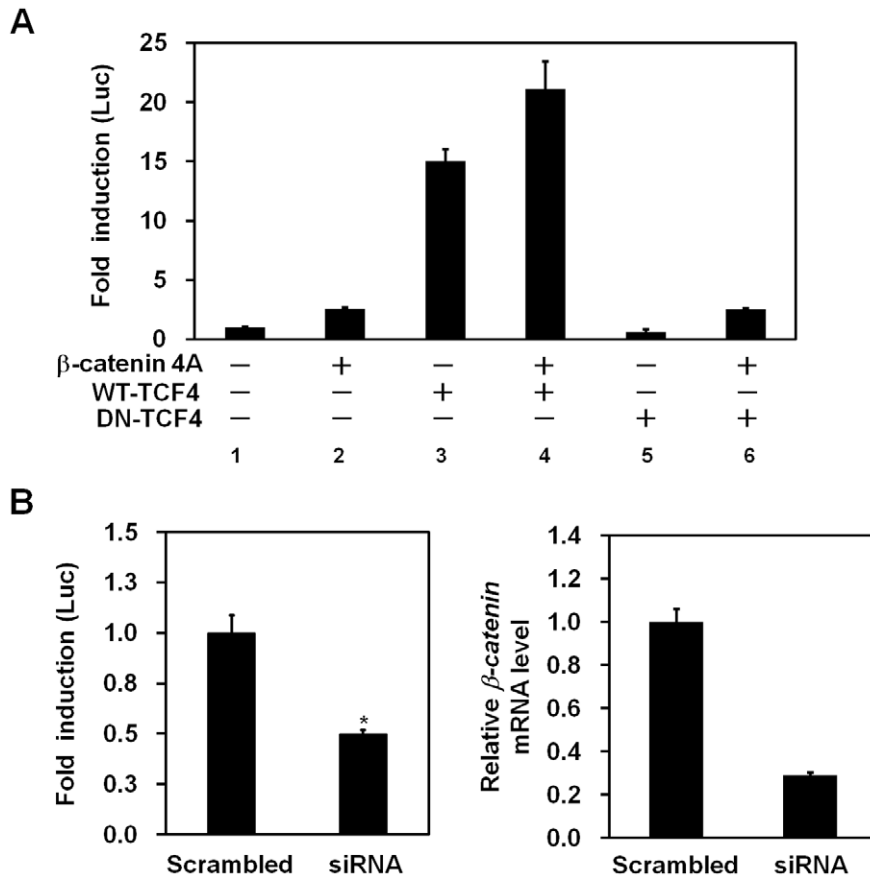 A
Fold induction (Luc)
25
20
15
10
5
0
β-catenin 4A − + − + − +
WT-TCF4 − − + + − −
DN-TCF4 − − − − + +
1 2 3 4 5 6
B
Fold induction (Luc)
1.5
1.3
1.0
0.8
0.5
0.3
0.0
*
Scrambled siRNA
Relative β-catenin
mRNA level
1.4
1.2
1.0
0.8
0.6
0.4
0.2
0.0
Scrambled siRNA